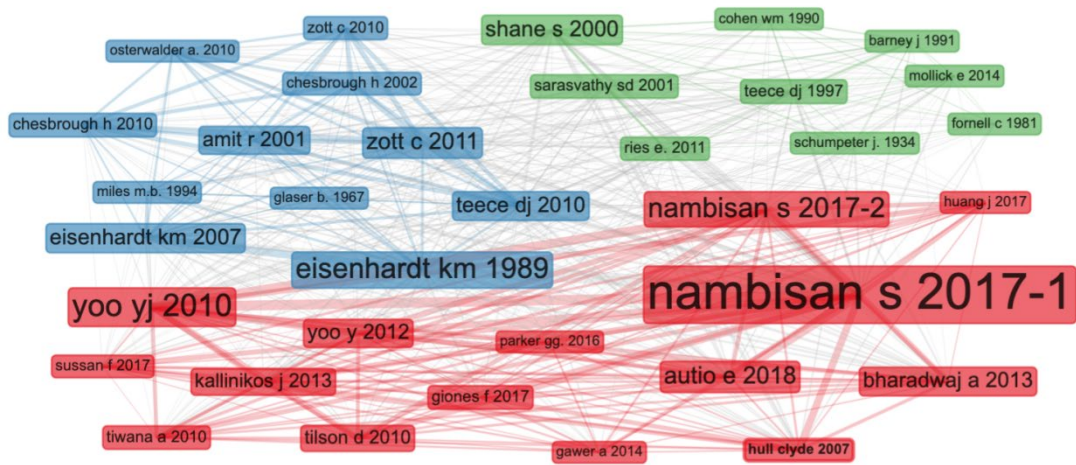 zott c 2010
shane s 2000
cohen wm 1990
osterwalder a. 2010
barney j 1991
chesbrough h 2002
sarasvathy sd 2001
teece dj 1997
mollick e 2014
chesbrough h 2010
amit r 2001
zott c 2011
ries e. 2011
schumpeter j. 1934
fornell c 1981
miles m.b. 1994
glaser b. 1967
teece dj 2010
nambisan s 2017-2
huang j 2017
eisenhardt km 2007
eisenhardt km 1989
nambisan s 2017-1
yoo yj 2010
yoo y 2012
parker gg. 2016
sussan f 2017
kallinikos j 2013
giones f 2017
autio e 2018
bharadwaj a 2013
tiwana a 2010
tilson d 2010
gawer a 2014
hull clyde 2007